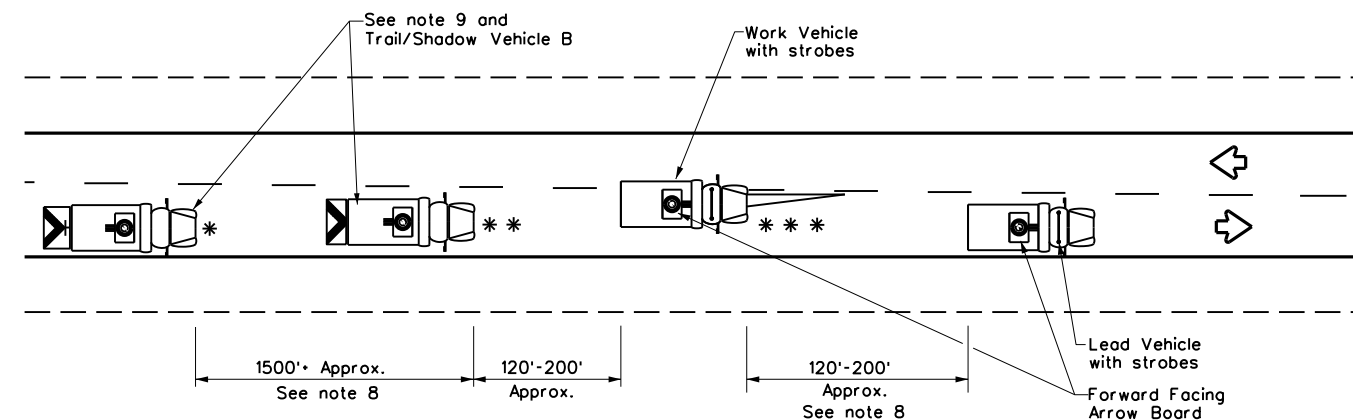 See note 9 and
Trail/Shadow Vehicle B
Work Vehicle
with strobes
*
* *
* * *
1500'+ Approx.
See note 8
120'-200'
Approx.
120'-200'
Approx.
See note 8
Lead Vehicle
with strobes
Forward Facing
Arrow Board